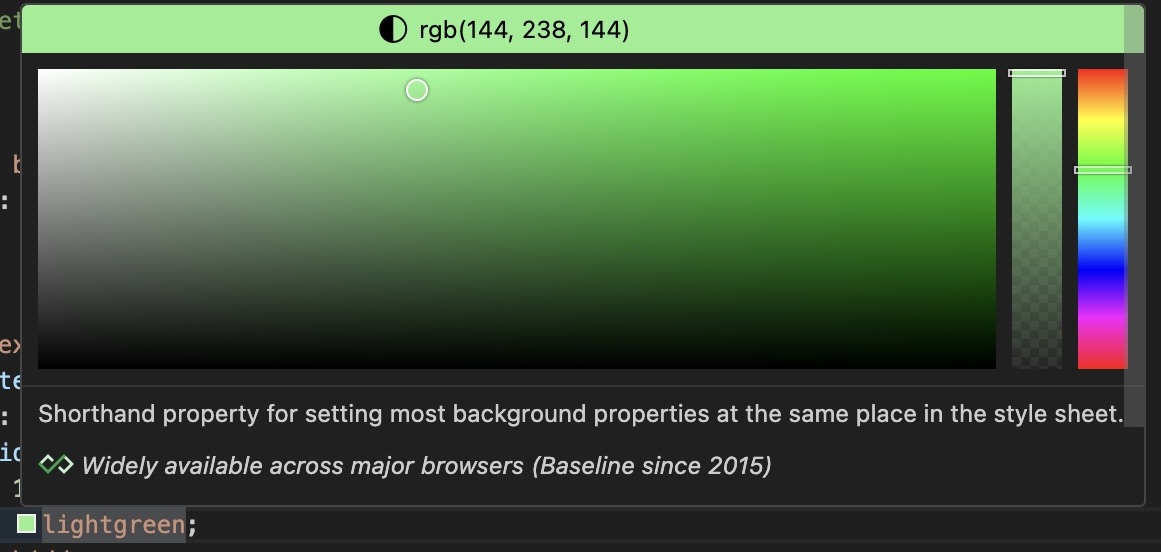 rgb(144, 238, 144)
Shorthand property for setting most background properties at the same place in the style sheet.
Widely available across major browsers (Baseline since 2015)
lightgreen;